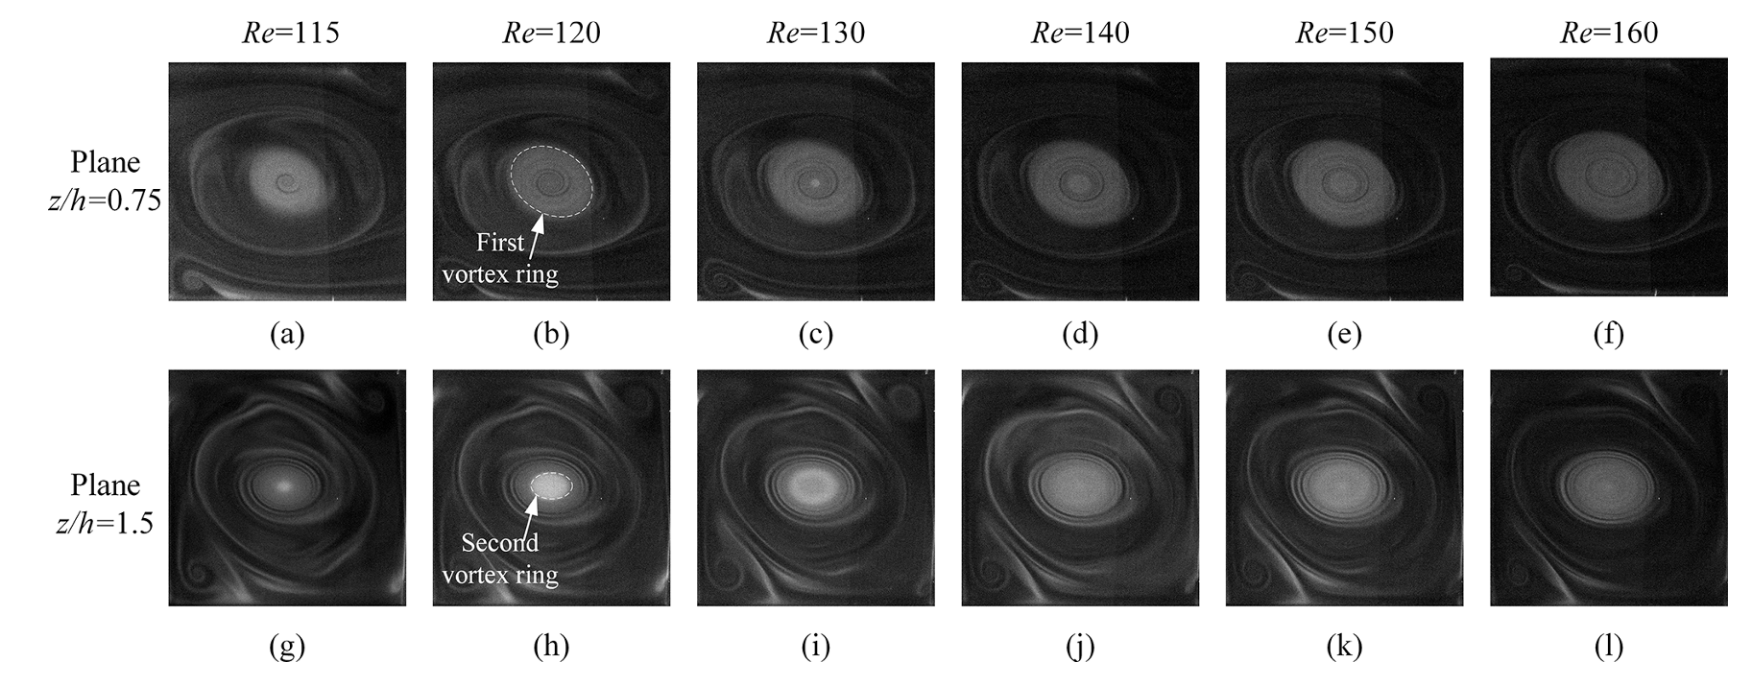 Re=115 Re=120 Re=130 Re=140 Re=150 Re=160
Plane
z/h=0.75
First
vortex ring
(a) (b) (c) (d) (e) (f)
Plane
z/h=1.5
Second
vortex ring
(g) (h) (i) (j) (k) (l)